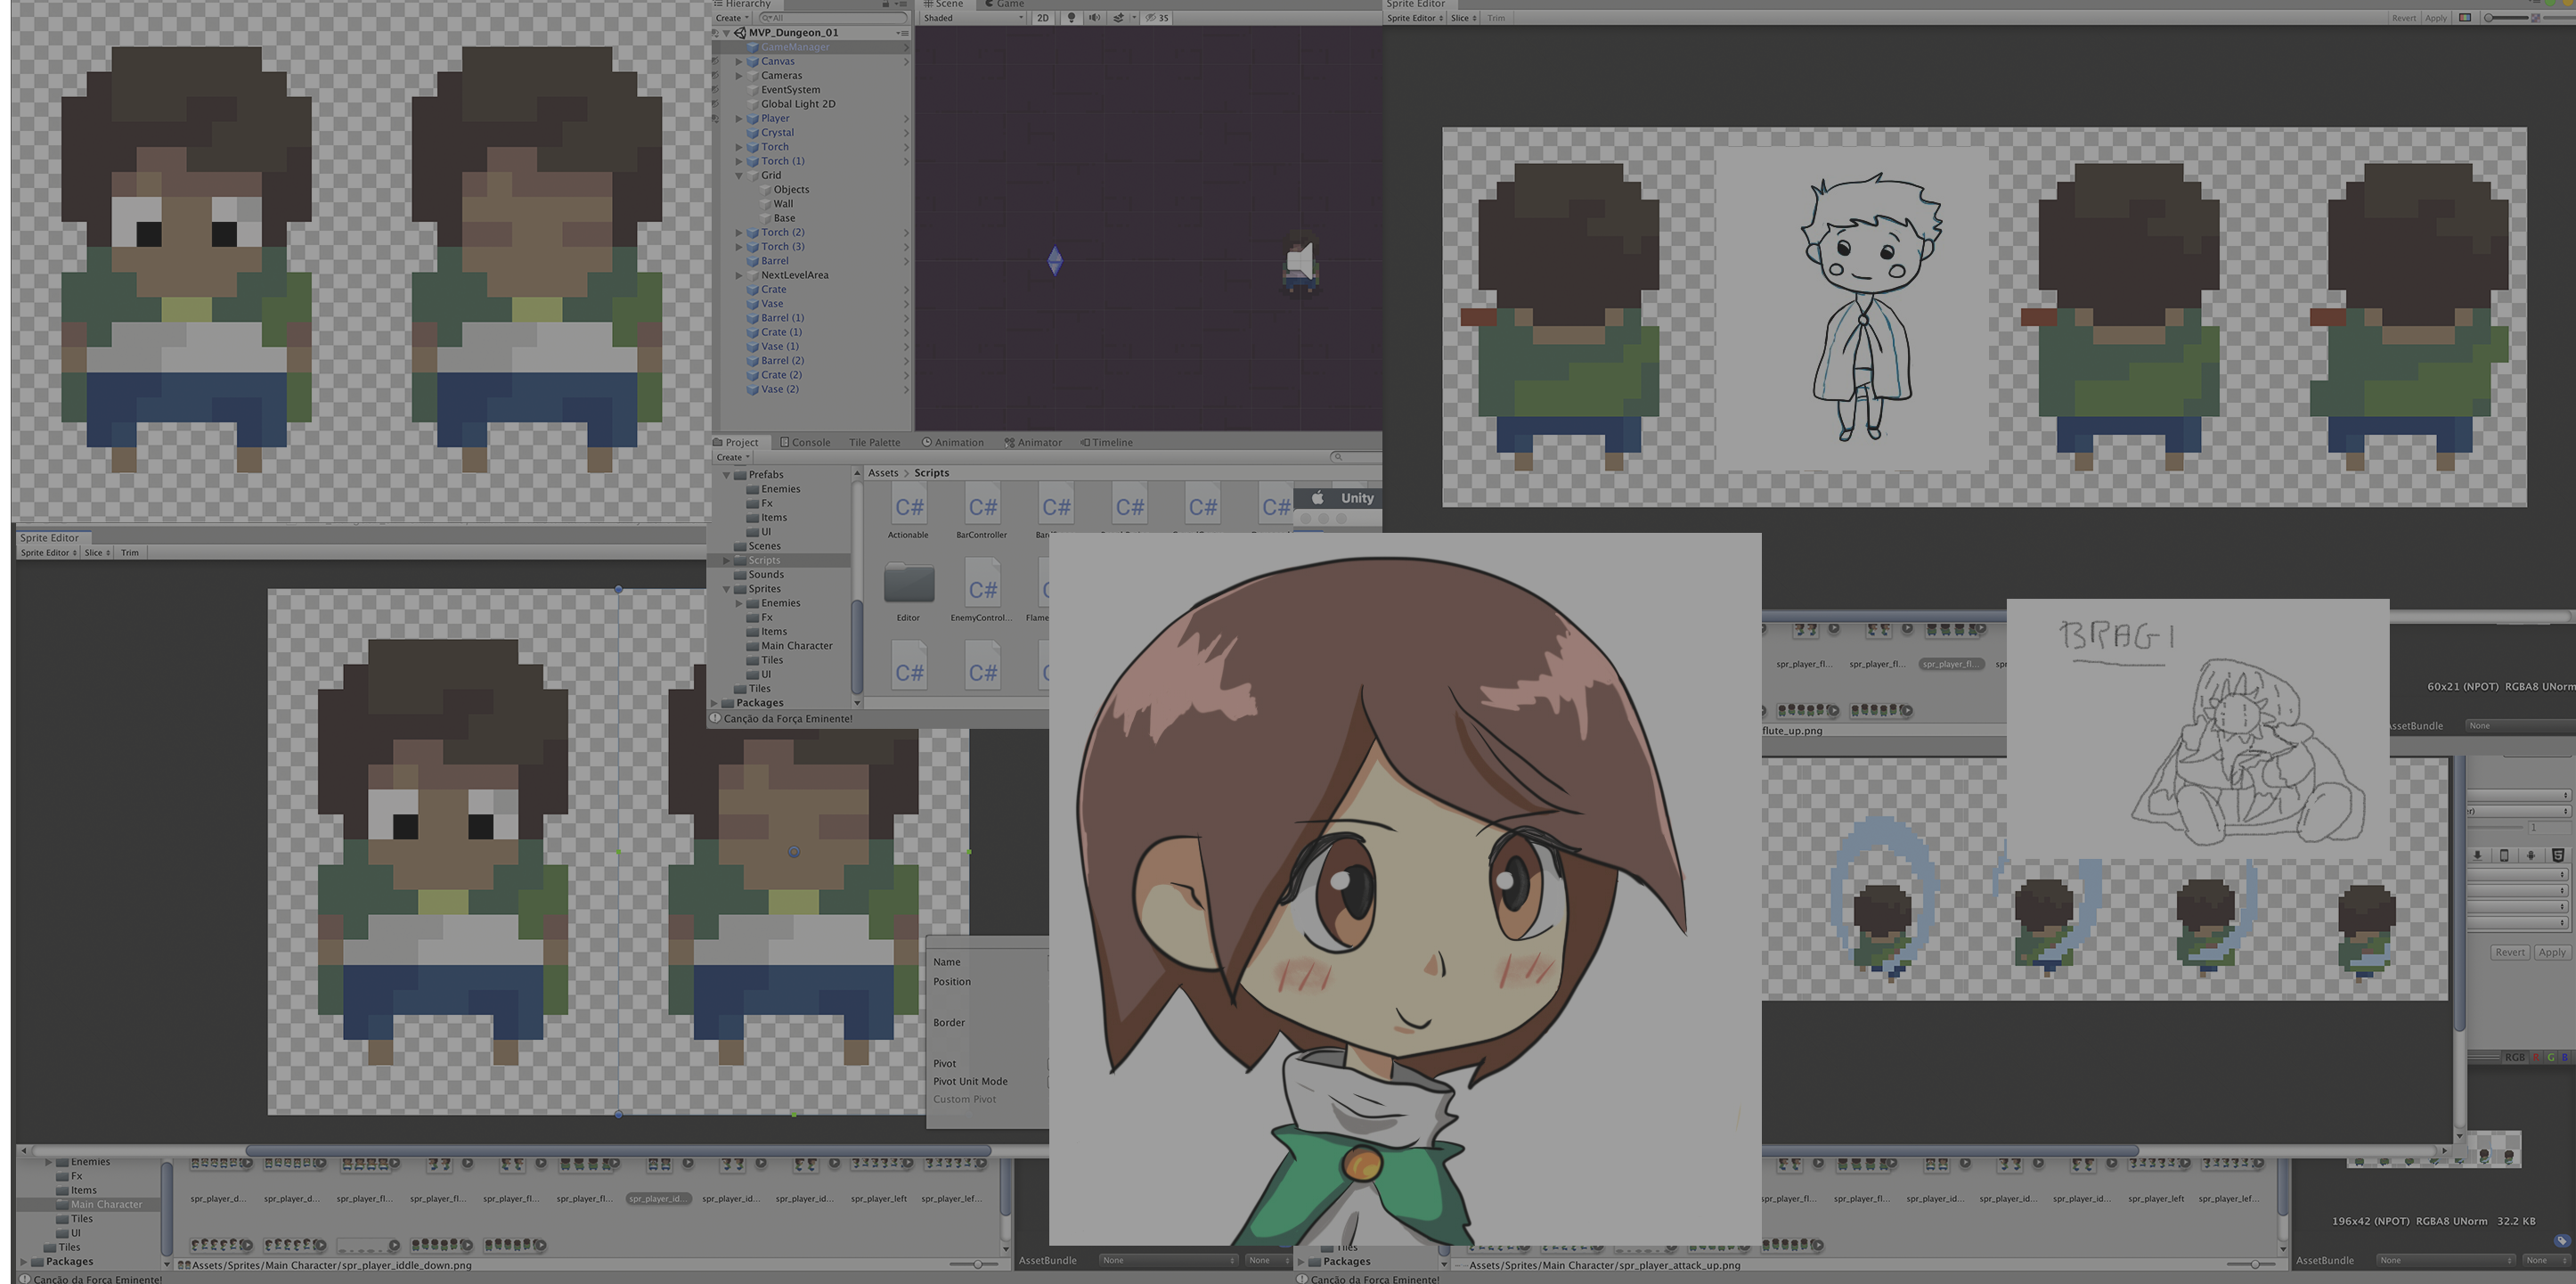 Hierarchy
Create
All
MVP_Dungeon_01
GameManager
Canvas
Cameras
EventSystem
Global Light 2D
Player
Crystal
Torch
Torch (1)
Grid
Objects
Wall
Base
Torch (2)
Torch (3)
Barrel
NextLevelArea
Crate
Vase
Barrel (1)
Crate (1)
Vase (1)
Barrel (2)
Crate (2)
Vase (2)
Scene Game
Shaded 2D 35
Sprite Editor
Sprite Editor Slice Trim Revert Apply
Project Console Tile Palette Animation Animator Timeline
Create
Prefabs
Enemies
Fx
Items
UI
Scenes
Scripts
Sounds
Sprites
Enemies
Fx
Items
Main Character
Tiles
UI
Tiles
Packages
Canção da Força Eminente!
Assets > Scripts
C# C# C# C# C# C#
Actionable BarController
Editor EnemyControl...
C# C#
Unity
Sprite Editor
Sprite Editor Slice Trim
Name
Position
Border
Pivot
Pivot Unit Mode
Custom Pivot
Enemies
Fx
Items
Main Character
Tiles
UI
Tiles
Packages
spr_player_d... spr_player_d... spr_player_fl... spr_player_fl... spr_player_fl... spr_player_fl... spr_player_id... spr_player_id... spr_player_id... spr_player_left spr_player_lef...
Assets/Sprites/Main Character/spr_player_iddle_down.png
Canção da Força Eminente!
AssetBundle None None
BRAGI
spr_player_fl... spr_player_fl... spr_player_fl...
flute_up.png
60x21 (NPOT) RGBA8 UNorm
AssetBundle None
1
Revert Apply
RGB R G B
spr_player_fl... spr_player_fl... spr_player_id... spr_player_id... spr_player_id... spr_player_left spr_player_lef...
196x42 (NPOT) RGBA8 UNorm 32.2 KB
Tiles
Packages
Assets/Sprites/Main Character/spr_player_attack_up.png
AssetBundle None None
Canção da Força Eminente!